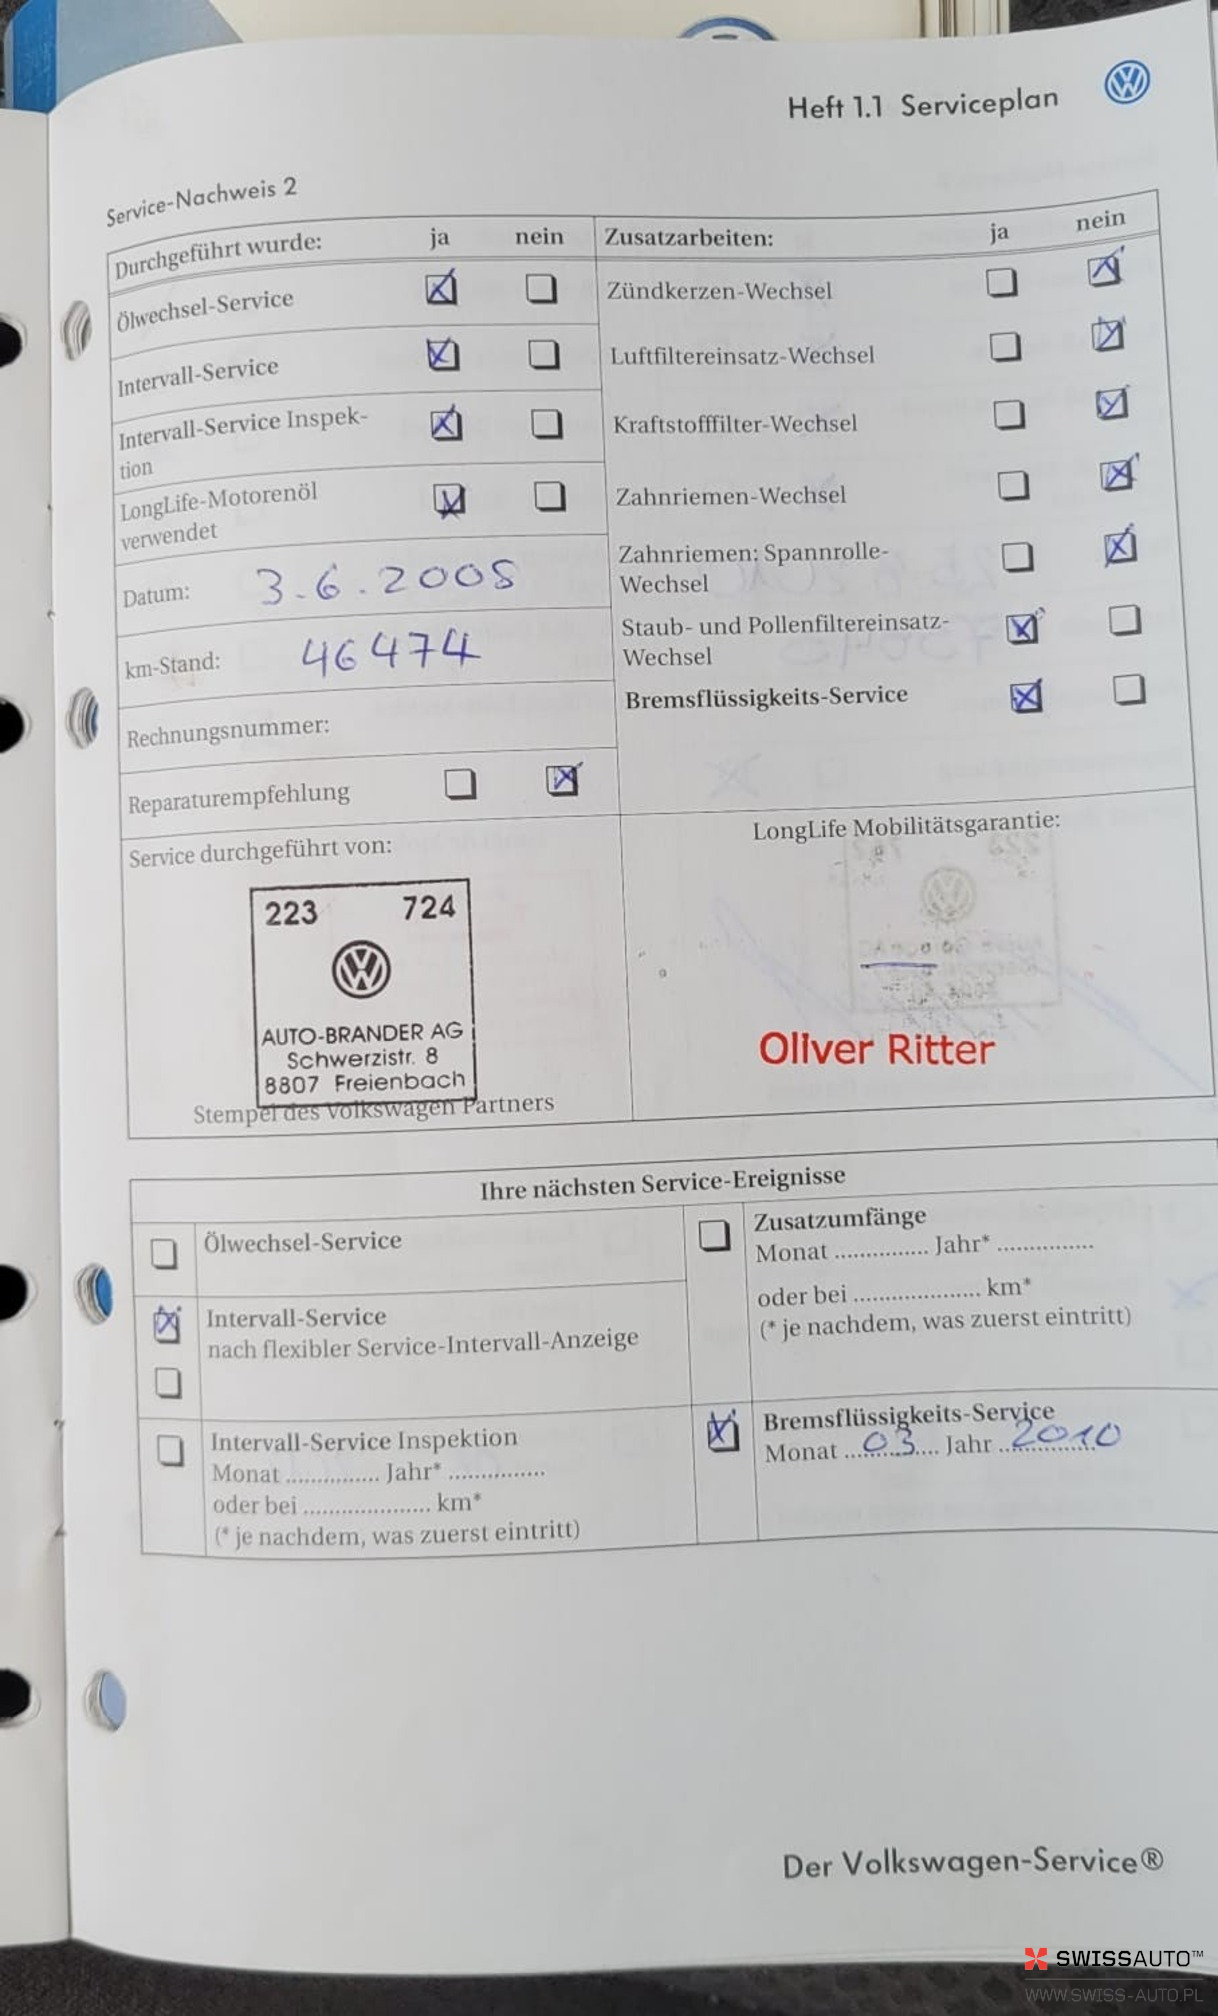 Heft 1.1 Serviceplan
Service-Nachweis 2
Durchgeführt wurde: ja nein
Ölwechsel-Service
Intervall-Service
Intervall-Service Inspek-
tion
LongLife-Motorenöl
verwendet
Datum: 3.6.2008
km-Stand: 46474
Rechnungsnummer:
Reparaturempfehlung
Zusatzarbeiten: ja nein
Zündkerzen-Wechsel
Luftfiltereinsatz-Wechsel
Kraftstofffilter-Wechsel
Zahnriemen-Wechsel
Zahnriemen: Spannrolle-
Wechsel
Staub- und Pollenfiltereinsatz-
Wechsel
Bremsflüssigkeits-Service
Service durchgeführt von:
223 724
AUTO-BRANDER AG
Schwerzistr. 8
8807 Freienbach
Stempel des Volkswagen Partners
LongLife Mobilitätsgarantie:
Oliver Ritter
Ihre nächsten Service-Ereignisse
Ölwechsel-Service
Intervall-Service
nach flexibler Service-Intervall-Anzeige
Intervall-Service Inspektion
Monat ............... Jahr* ...............
oder bei ..................... km*
(* je nachdem, was zuerst eintritt)
Zusatzumfänge
Monat ............... Jahr* ...............
oder bei ..................... km*
(* je nachdem, was zuerst eintritt)
Bremsflüssigkeits-Service
Monat 03 Jahr 2010
Der Volkswagen-Service®
SWISSAUTO™
WWW.SWISS-AUTO.PL